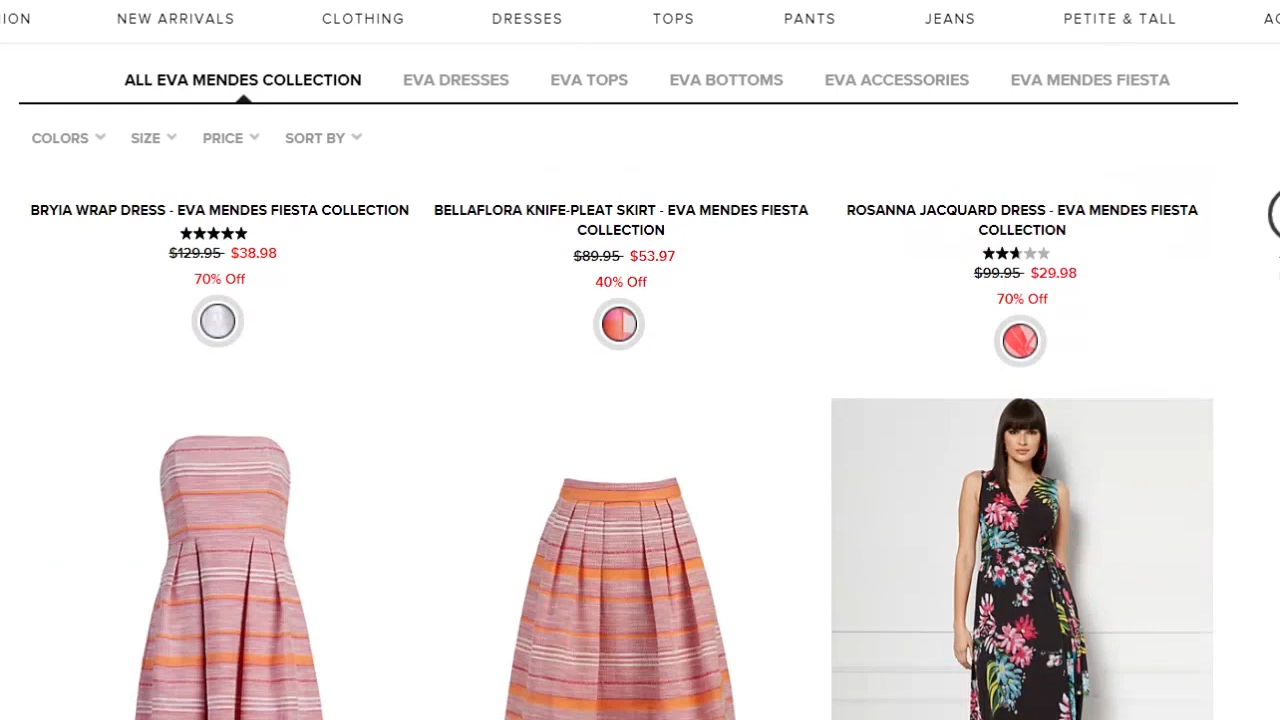 ION NEW ARRIVALS CLOTHING DRESSES TOPS PANTS JEANS PETITE & TALL AC
ALL EVA MENDES COLLECTION EVA DRESSES EVA TOPS EVA BOTTOMS EVA ACCESSORIES EVA MENDES FIESTA
COLORS SIZE PRICE SORT BY
BRYIA WRAP DRESS - EVA MENDES FIESTA COLLECTION
$129.95 $38.98
70% Off
BELLAFLORA KNIFE-PLEAT SKIRT - EVA MENDES FIESTA
COLLECTION
$89.95 $53.97
40% Off
ROSANNA JACQUARD DRESS - EVA MENDES FIESTA
COLLECTION
$99.95 $29.98
70% Off